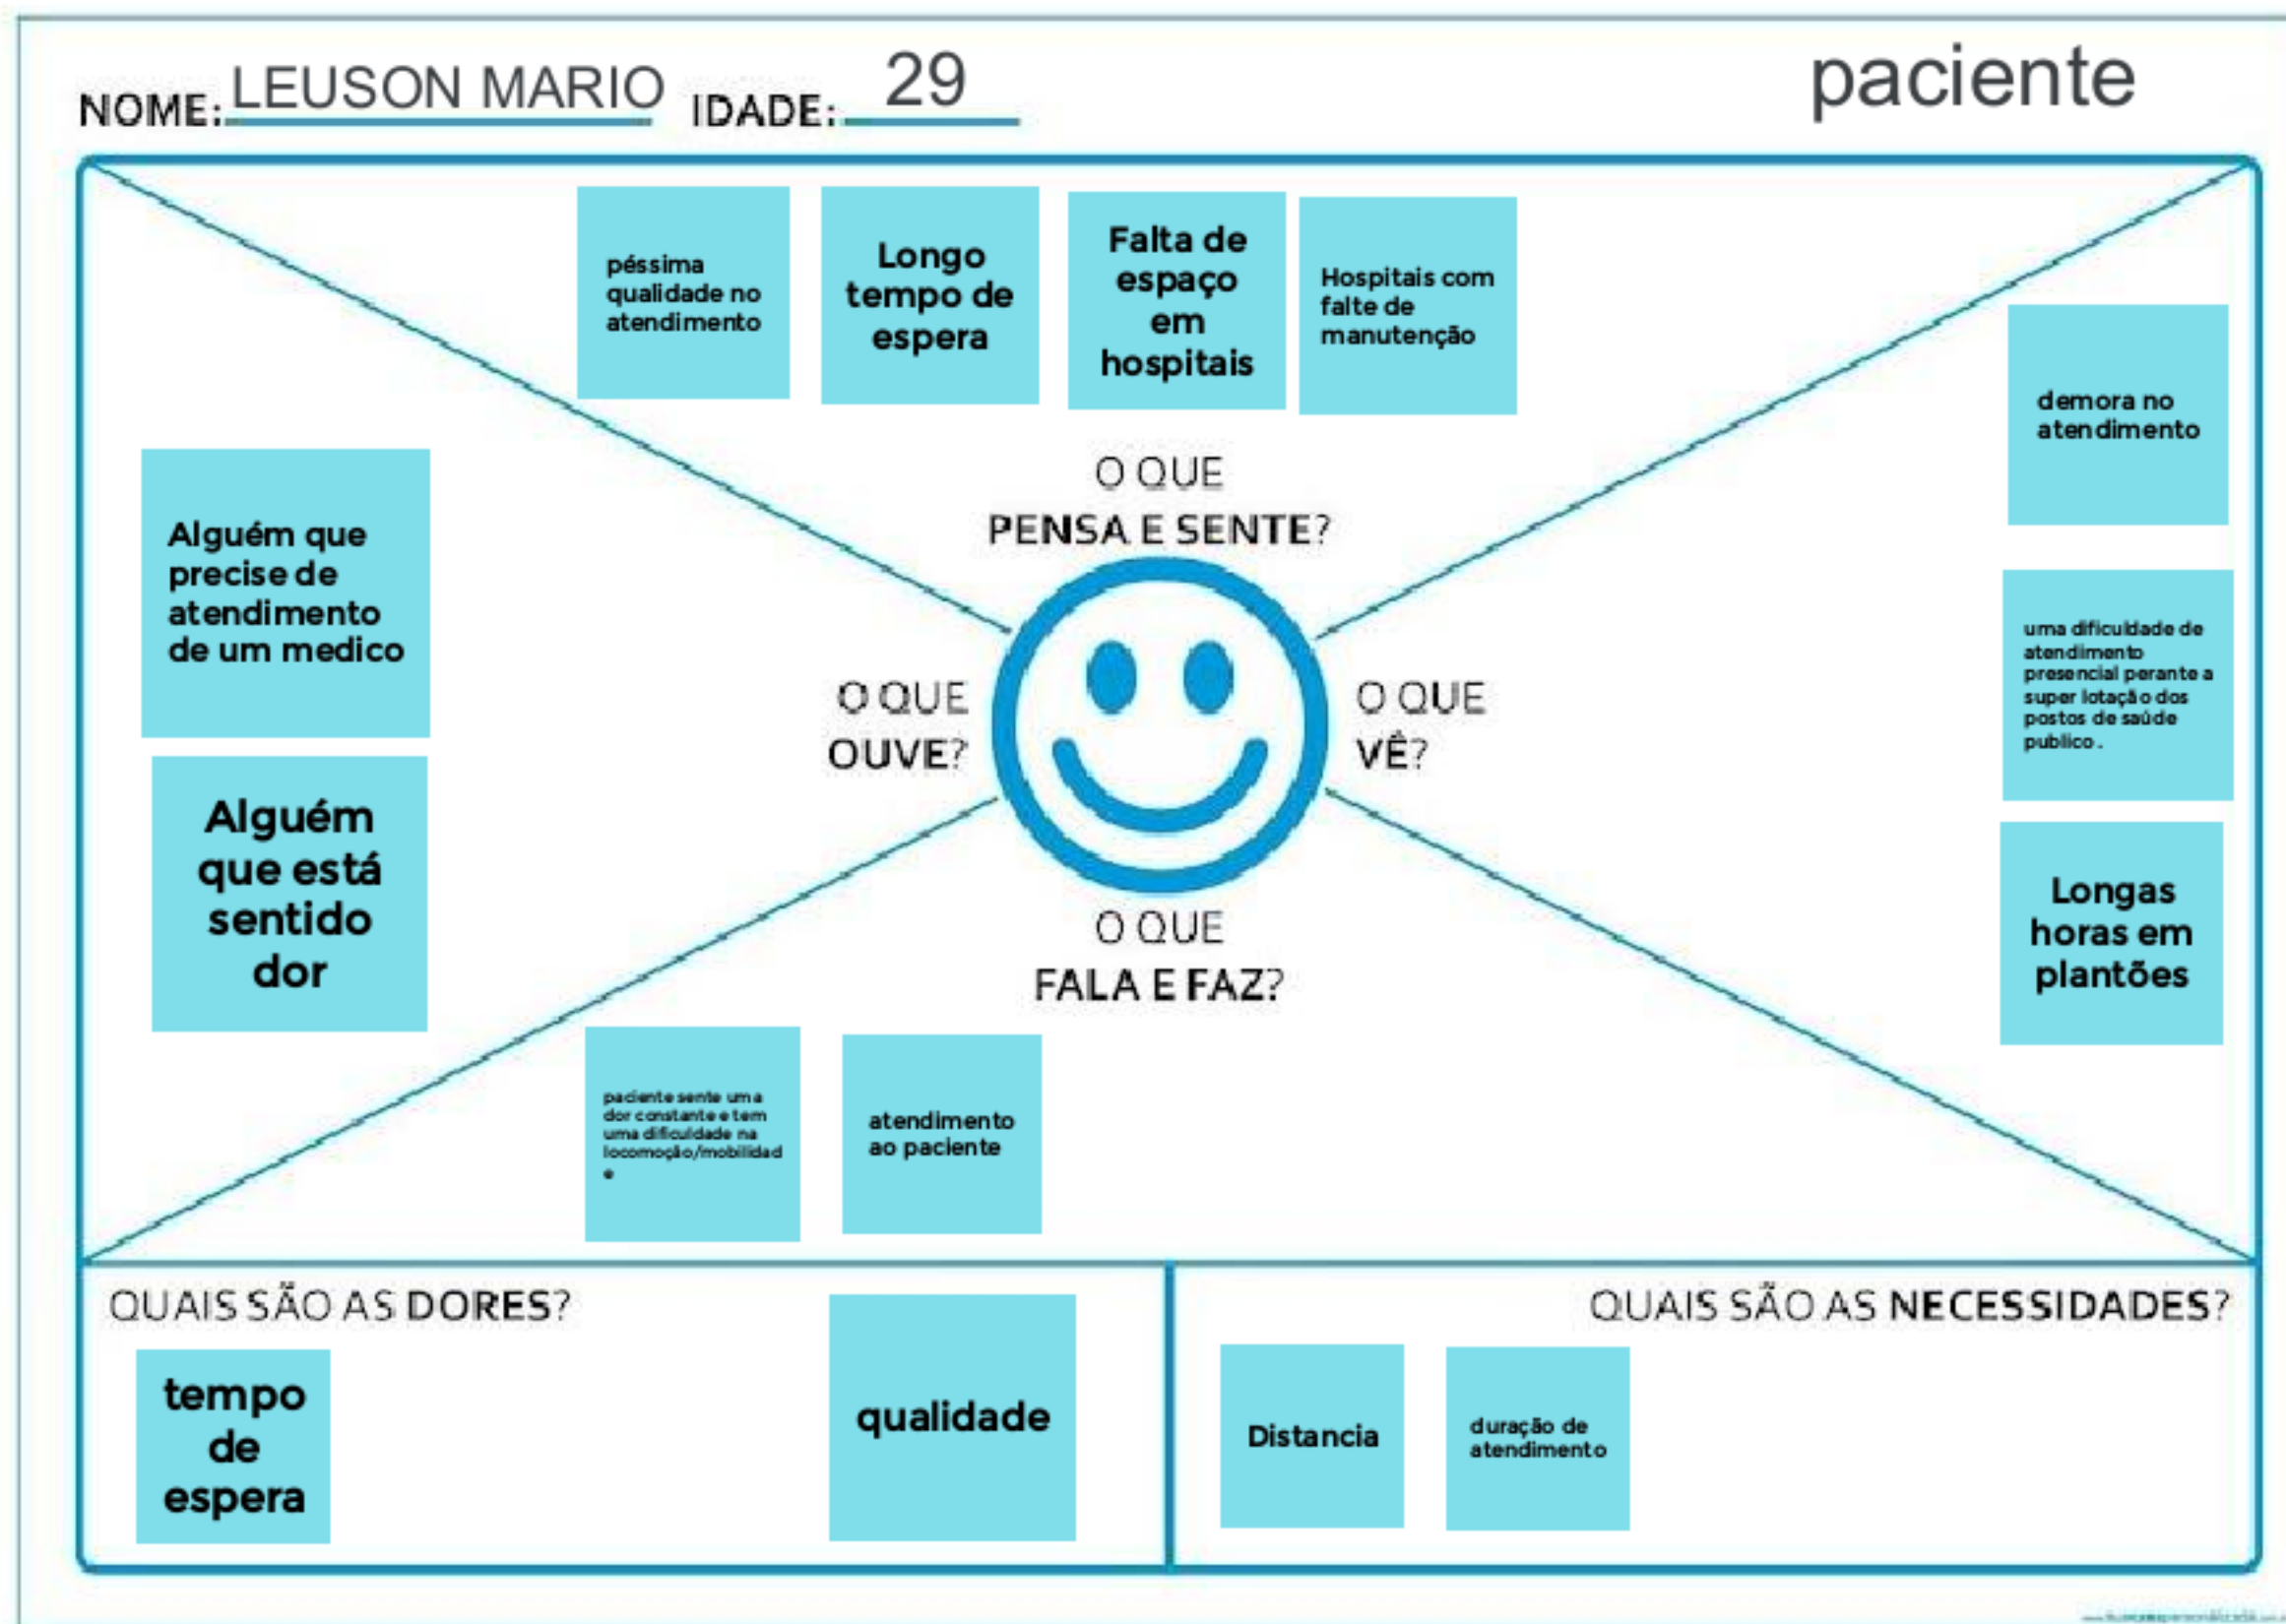 NOME: LEUSON MARIO IDADE: 29
paciente
péssima
qualidade no
atendimento
Longo
tempo de
espera
Falta de
espaço
em
hospitais
Hospitais com
falte de
manutenção
O QUE
PENSA E SENTE?
Alguém que
precise de
atendimento
de um medico
Alguém
que está
sentido
dor
O QUE
OUVE?
O QUE
VÊ?
demora no
atendimento
uma dificuldade de
atendimento
presencial perante a
super lotação dos
postos de saúde
publico .
Longas
horas em
plantões
O QUE
FALA E FAZ?
paciente sente uma
dor constante e tem
uma dificuldade na
locomoção/mobilidad
e
atendimento
ao paciente
QUAIS SÃO AS DORES?
tempo
de
espera
qualidade
QUAIS SÃO AS NECESSIDADES?
Distancia
duração de
atendimento